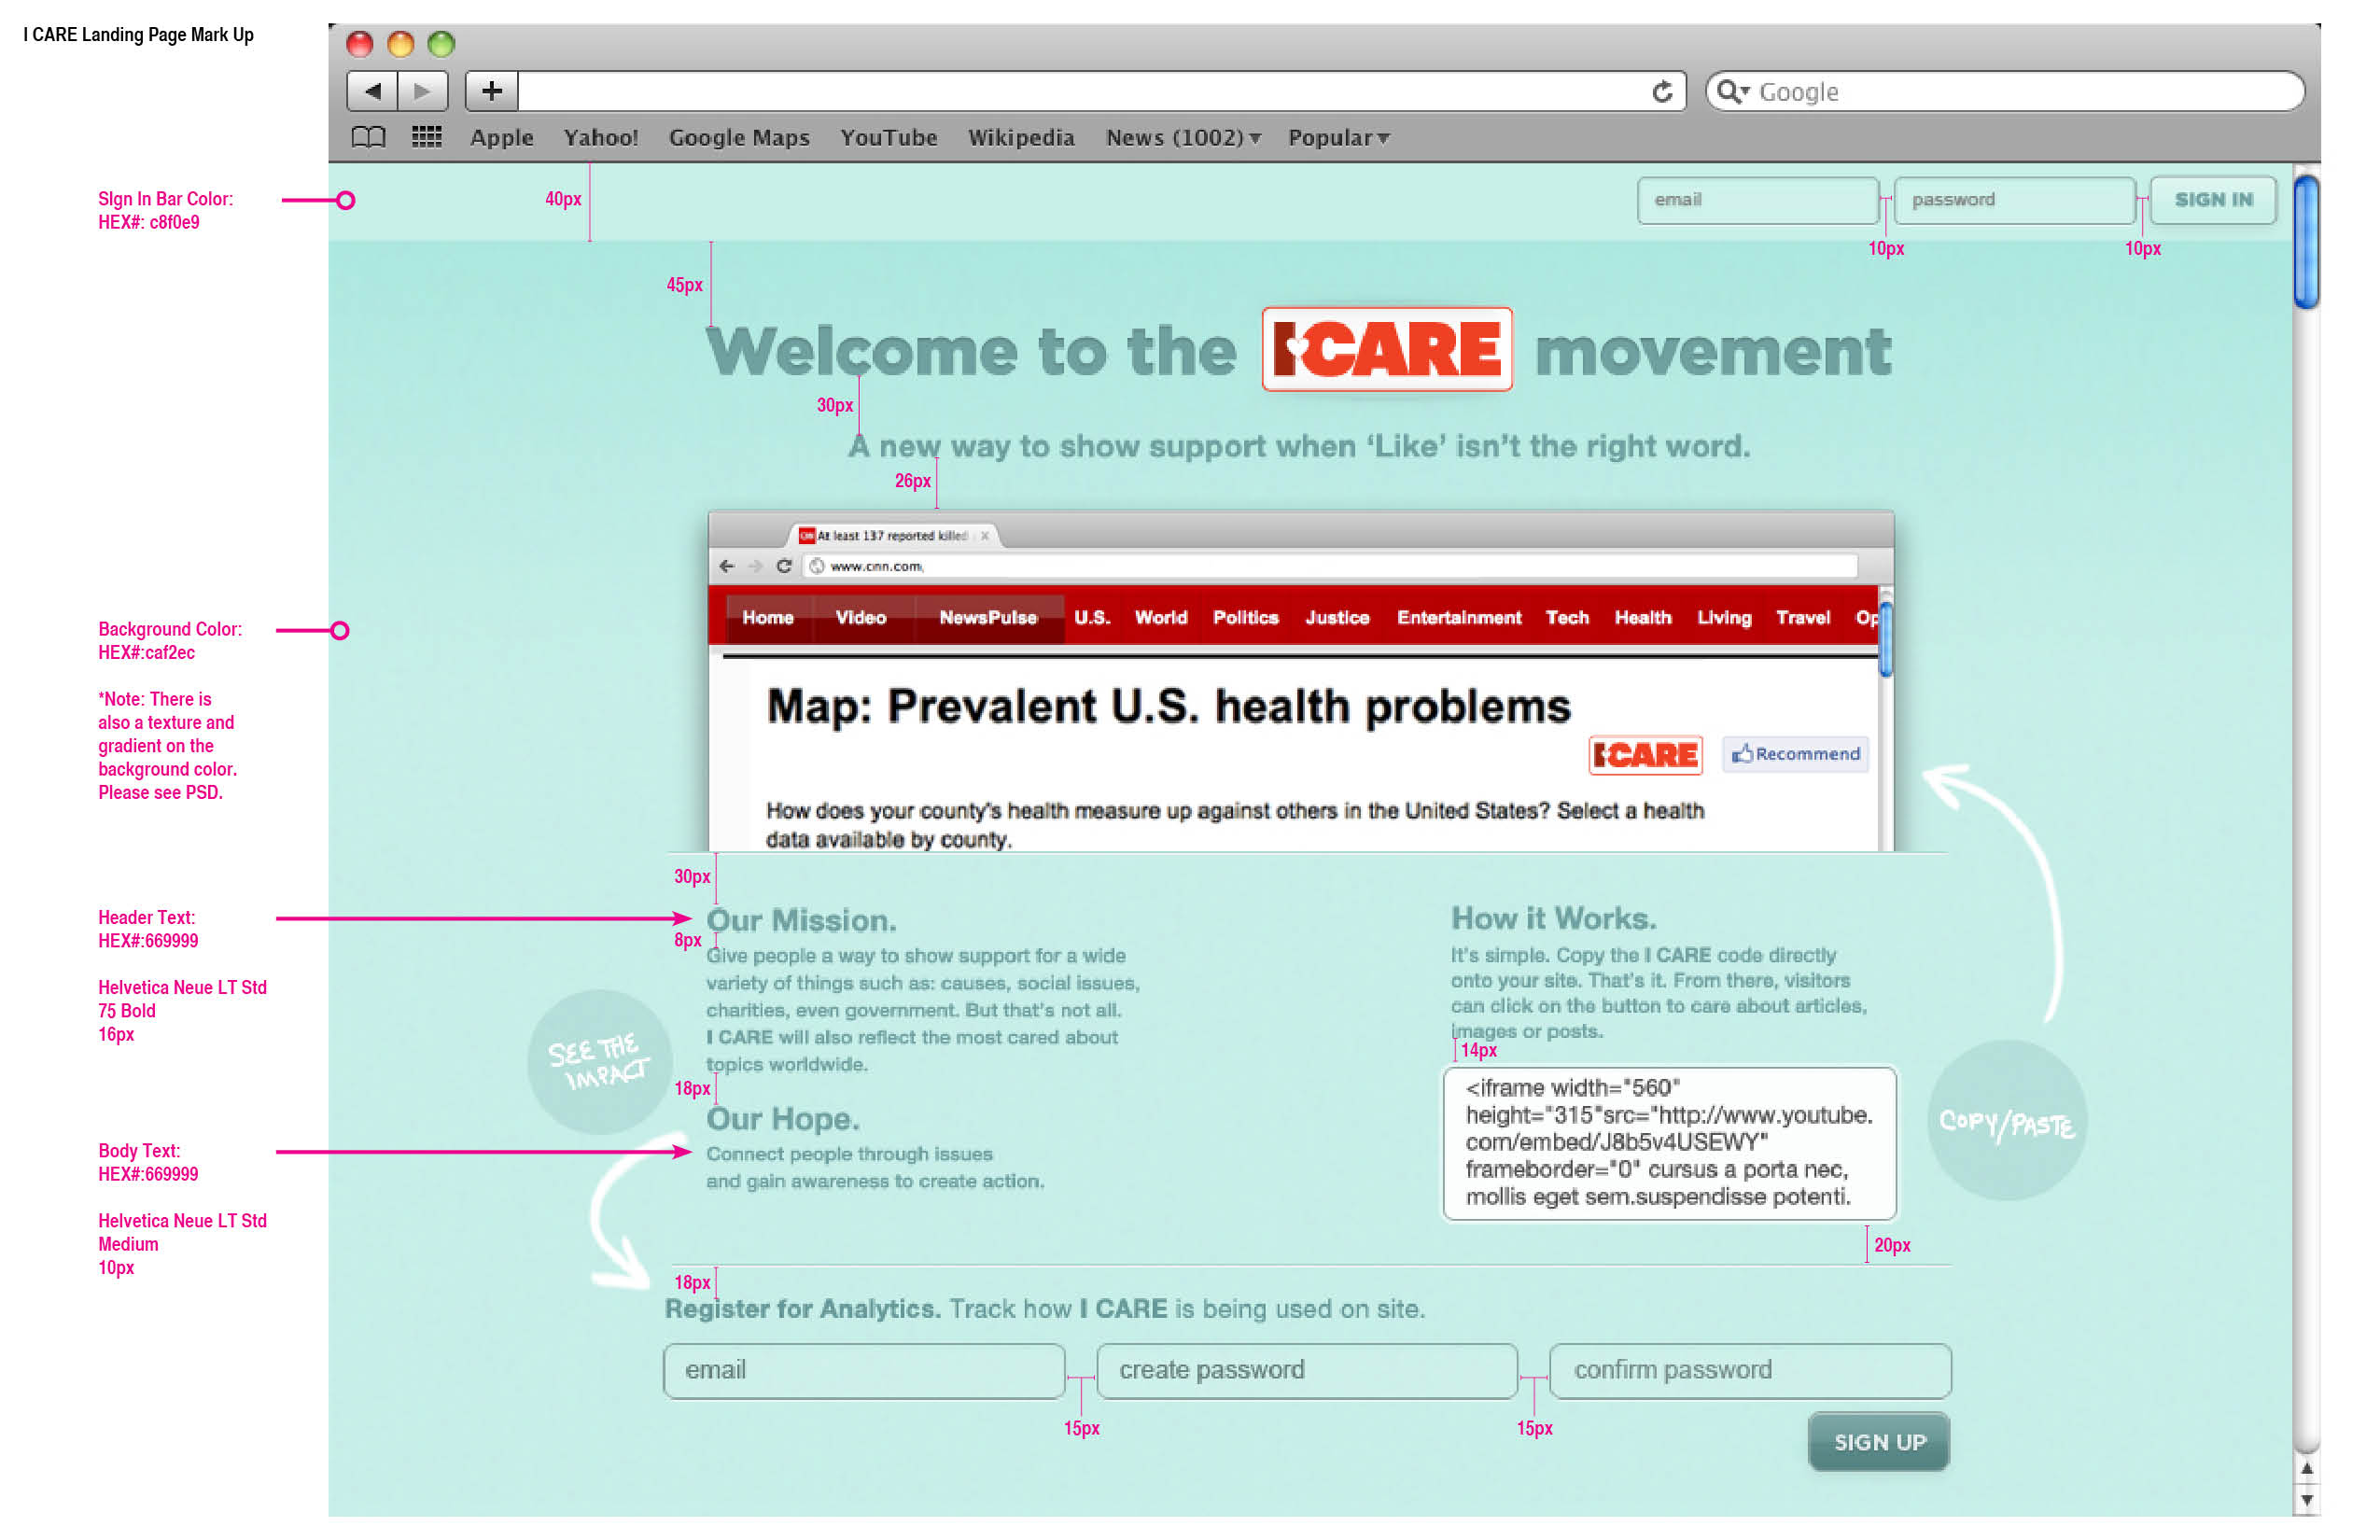 I CARE Landing Page Mark Up
Google
Apple Yahoo! Google Maps YouTube Wikipedia News (1002) Popular
SIgn In Bar Color:
HEX#: c8f0e9
40px
email password SIGN IN
10px 10px
45px
Welcome to the ICARE movement
30px
A new way to show support when ‘Like’ isn’t the right word.
26px
CNN At least 137 reported killed
www.cnn.com
Home Video NewsPulse U.S. World Politics Justice Entertainment Tech Health Living Travel Op
Background Color:
HEX#:caf2ec
*Note: There is
also a texture and
gradient on the
background color.
Please see PSD.
Map: Prevalent U.S. health problems
ICARE Recommend
How does your county's health measure up against others in the United States? Select a health
data available by county.
30px
Header Text:
HEX#:669999
Helvetica Neue LT Std
75 Bold
16px
Our Mission.
8px
Give people a way to show support for a wide
variety of things such as: causes, social issues,
charities, even government. But that's not all.
I CARE will also reflect the most cared about
topics worldwide.
SEE THE
IMPACT
18px
Our Hope.
Connect people through issues
and gain awareness to create action.
Body Text:
HEX#:669999
Helvetica Neue LT Std
Medium
10px
How it Works.
It's simple. Copy the I CARE code directly
onto your site. That's it. From there, visitors
can click on the button to care about articles,
images or posts.
14px
<iframe width="560"
height="315"src="http://www.youtube.
com/embed/J8b5v4USEWY"
frameborder="0" cursus a porta nec,
mollis eget sem.suspendisse potenti.
COPY/PASTE
20px
18px
Register for Analytics. Track how I CARE is being used on site.
email create password confirm password
15px 15px
SIGN UP